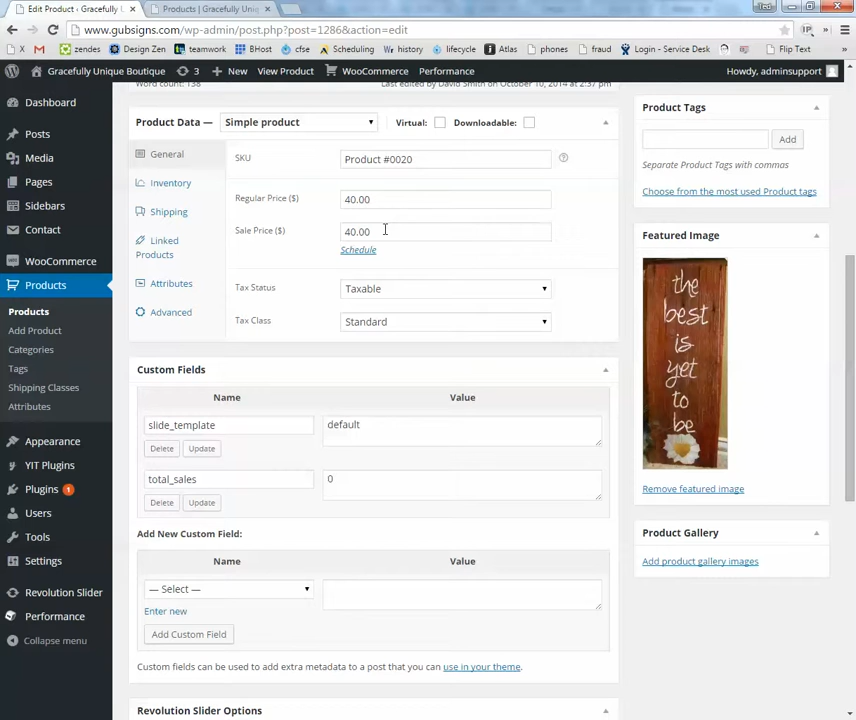 Edit Product ‹ Gracefully U × Products | Gracefully Uniq × Ted
www.gubsigns.com/wp-admin/post.php?post=1286&action=edit
X zendes Design Zen teamwork BHost cfse Scheduling history lifecycle Atlas phones fraud Login - Service Desk Flip Text
Gracefully Unique Boutique 3 + New View Product WooCommerce Performance Howdy, adminsupport
Word count: 138 Last edited by David Smith on October 10, 2014 at 2:37 pm
Dashboard
Posts
Media
Pages
Sidebars
Contact
WooCommerce
Products
Products
Add Product
Categories
Tags
Shipping Classes
Attributes
Appearance
YIT Plugins
Plugins 1
Users
Tools
Settings
Revolution Slider
Performance
Collapse menu
Product Data — Simple product Virtual: Downloadable:
General
Inventory
Shipping
Linked
Products
Attributes
Advanced
SKU Product #0020
Regular Price ($) 40.00
Sale Price ($) 40.00
Schedule
Tax Status Taxable
Tax Class Standard
Custom Fields
Name Value
slide_template default
Delete Update
total_sales 0
Delete Update
Add New Custom Field:
Name Value
— Select —
Enter new
Add Custom Field
Custom fields can be used to add extra metadata to a post that you can use in your theme.
Revolution Slider Options
Product Tags
Add
Separate Product Tags with commas
Choose from the most used Product tags
Featured Image
the
best
is
yet
to
be
Remove featured image
Product Gallery
Add product gallery images